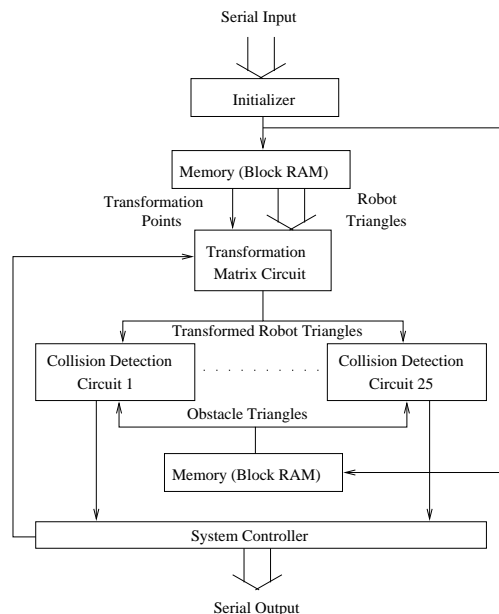 Serial Input
Initializer
Memory (Block RAM)
Transformation
Points
Robot
Triangles
Transformation
Matrix Circuit
Transformed Robot Triangles
Collision Detection
Circuit 1
Collision Detection
Circuit 25
Obstacle Triangles
Memory (Block RAM)
System Controller
Serial Output